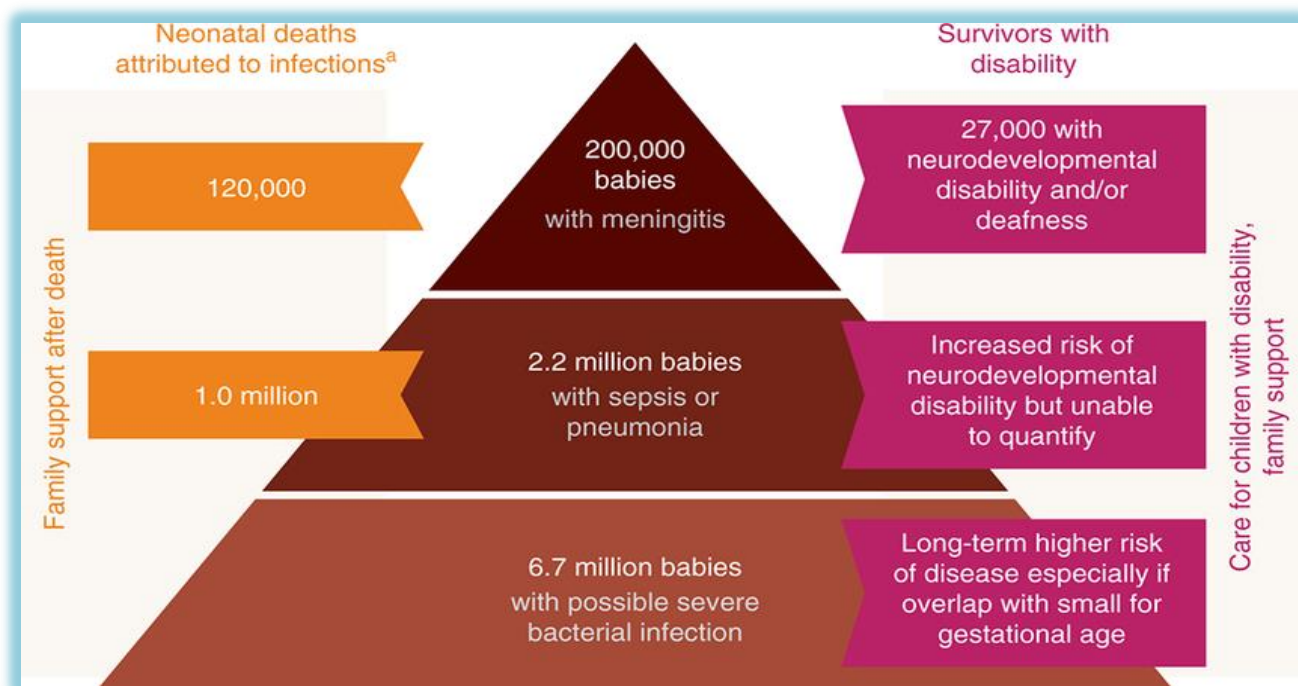 Neonatal deaths
attributed to infectionsᵃ
Survivors with
disability
120,000
200,000
babies
with meningitis
27,000 with
neurodevelopmental
disability and/or
deafness
1.0 million
2.2 million babies
with sepsis or
pneumonia
Increased risk of
neurodevelopmental
disability but unable
to quantify
6.7 million babies
with possible severe
bacterial infection
Long-term higher risk
of disease especially if
overlap with small for
gestational age
Family support after death
Care for children with disability,
family support